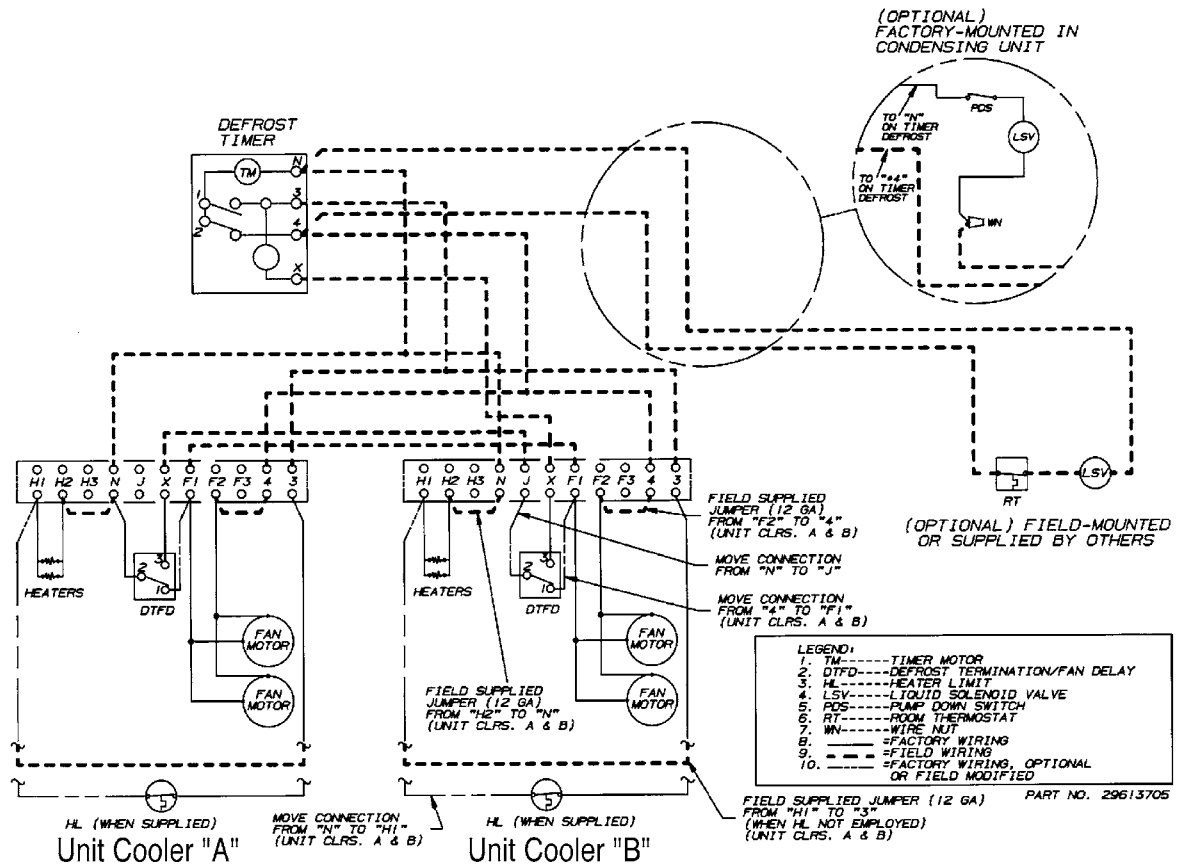 (OPTIONAL)
FACTORY-MOUNTED IN
CONDENSING UNIT
PDS
TO "N"
ON TIMER
DEFROST
LSV
TO "4"
ON TIMER
DEFROST
WN
DEFROST
TIMER
TM
N
1
3
2
4
X
H1 H2 H3 N J X F1 F2 F3 4 3
H1 H2 H3 N J X F1 F2 F3 4 3
RT
LSV
(OPTIONAL) FIELD-MOUNTED
OR SUPPLIED BY OTHERS
HEATERS
2
3
1
DTFD
FAN
MOTOR
FAN
MOTOR
HEATERS
2
3
1
DTFD
FAN
MOTOR
FAN
MOTOR
FIELD SUPPLIED
JUMPER (12 GA)
FROM "F2" TO "4"
(UNIT CLRS. A & B)
MOVE CONNECTION
FROM "N" TO "J"
MOVE CONNECTION
FROM "4" TO "F1"
(UNIT CLRS. A & B)
FIELD SUPPLIED
JUMPER (12 GA)
FROM "H2" TO "N"
(UNIT CLRS. A & B)
LEGEND:
1. TM------TIMER MOTOR
2. DTFD----DEFROST TERMINATION/FAN DELAY
3. HL------HEATER LIMIT
4. LSV-----LIQUID SOLENOID VALVE
5. PDS-----PUMP DOWN SWITCH
6. RT------ROOM THERMOSTAT
7. WN------WIRE NUT
8. =FACTORY WIRING
9. =FIELD WIRING
10. =FACTORY WIRING, OPTIONAL
OR FIELD MODIFIED
PART NO. 29613705
HL (WHEN SUPPLIED)
MOVE CONNECTION
FROM "N" TO "H1"
(UNIT CLRS. A & B)
HL (WHEN SUPPLIED)
FIELD SUPPLIED JUMPER (12 GA)
FROM "H1" TO "3"
(WHEN HL NOT EMPLOYED)
(UNIT CLRS. A & B)
Unit Cooler "A"
Unit Cooler "B"